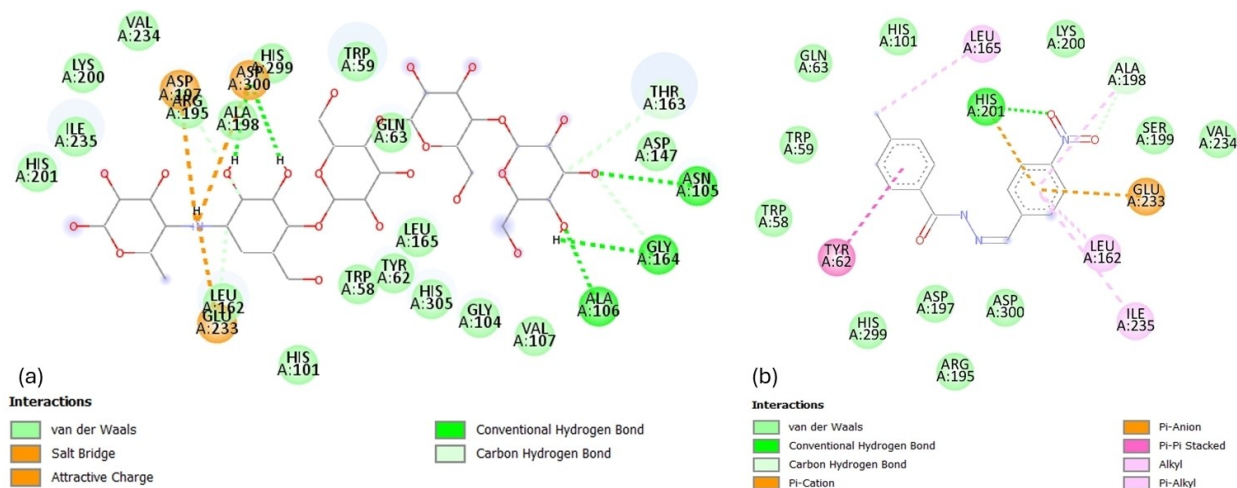 VAL
A:234
LYS
A:200
ASP
A:197
ARG
A:195
ASP
A:300
HIS
A:299
ALA
A:198
TRP
A:59
GLN
A:63
THR
A:163
ASP
A:147
ILE
A:235
HIS
A:201
ASN
A:105
GLY
A:164
ALA
A:106
LEU
A:165
TYR
A:62
TRP
A:58
HIS
A:305
GLY
A:104
VAL
A:107
LEU
A:162
GLU
A:233
HIS
A:101
H
H
H
H
(a)
Interactions
van der Waals
Salt Bridge
Attractive Charge
Conventional Hydrogen Bond
Carbon Hydrogen Bond
HIS
A:101
LEU
A:165
LYS
A:200
GLN
A:63
ALA
A:198
HIS
A:201
TRP
A:59
SER
A:199
VAL
A:234
GLU
A:233
TRP
A:58
TYR
A:62
LEU
A:162
ILE
A:235
ASP
A:197
ASP
A:300
HIS
A:299
ARG
A:195
(b)
Interactions
van der Waals
Conventional Hydrogen Bond
Carbon Hydrogen Bond
Pi-Cation
Pi-Anion
Pi-Pi Stacked
Alkyl
Pi-Alkyl